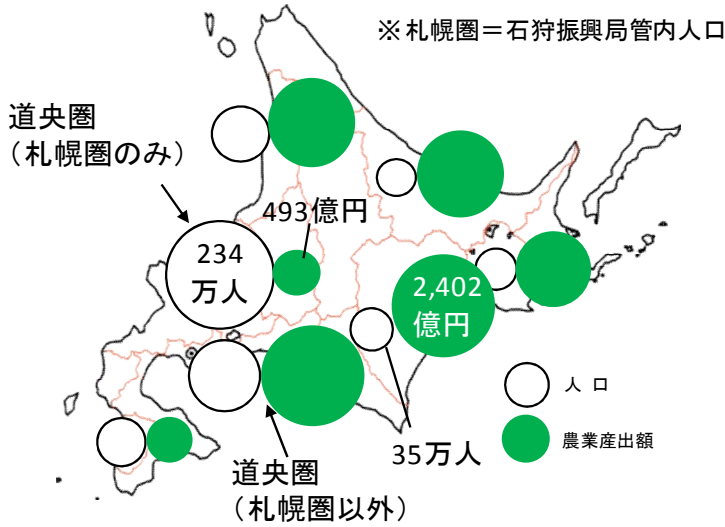 ※札幌圏＝石狩振興局管内人口
道央圏
（札幌圏のみ）
493億円
234
万人
2,402
億円
人 口
農業産出額
35万人
道央圏
（札幌圏以外）